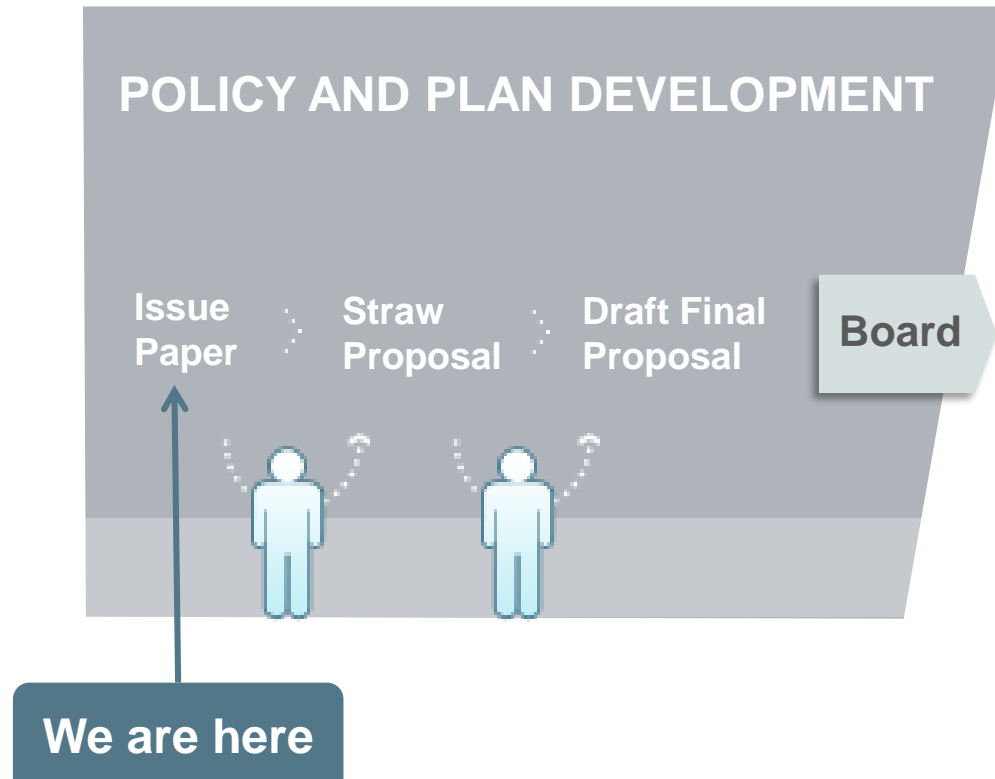 POLICY AND PLAN DEVELOPMENT
Issue
Paper
Straw
Proposal
Draft Final
Proposal
Board
We are here